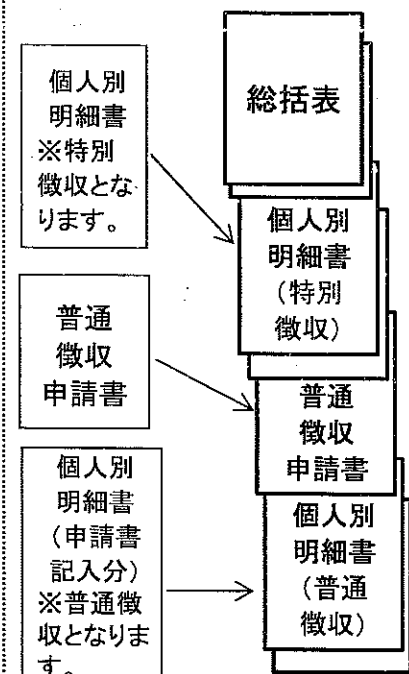 総括表
個人別
明細書
※特別
徴収とな
ります。
個人別
明細書
（特別
徴収）
普通
徴収
申請書
普通
徴収
申請書
個人別
明細書
（申請書
記入分）
※普通徴
収となりま
す。
個人別
明細書
（普通
徴収）